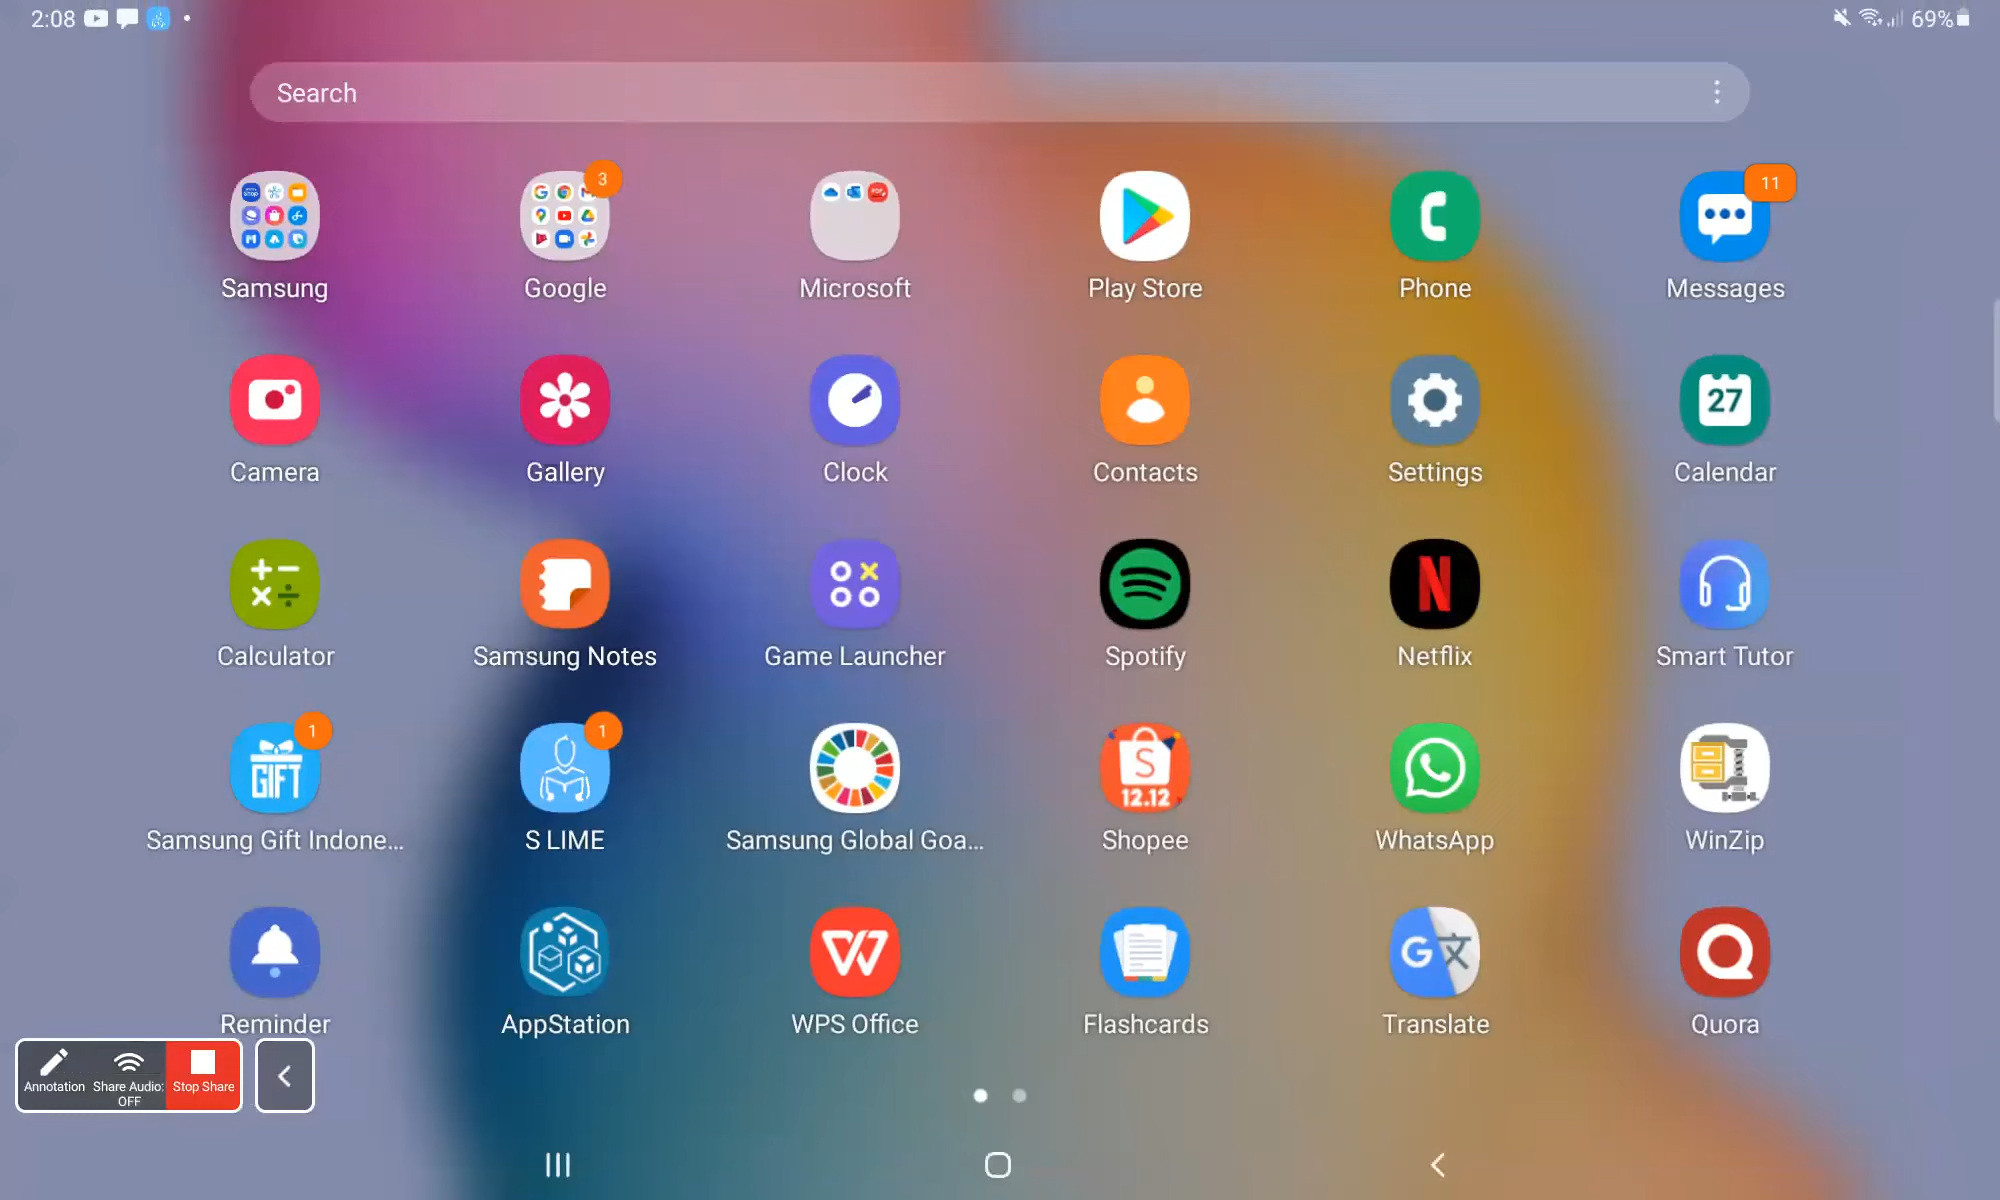 2:08
69%
Search
3
11
Samsung
Google
Microsoft
Play Store
Phone
Messages
27
Camera
Gallery
Clock
Contacts
Settings
Calendar
N
Calculator
Samsung Notes
Game Launcher
Spotify
Netflix
Smart Tutor
1
1
GIFT
S
12.12
Samsung Gift Indone...
S LIME
Samsung Global Goa...
Shopee
WhatsApp
WinZip
W
G文
Q
Reminder
AppStation
WPS Office
Flashcards
Translate
Quora
Annotation
Share Audio: OFF
Stop Share